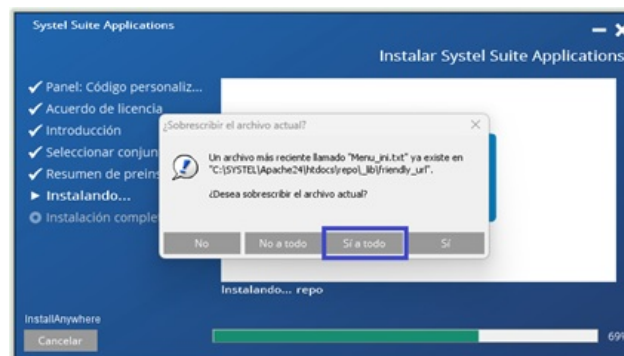 Systel Suite Applications
Instalar Systel Suite Applications
Panel: Código personaliz...
Acuerdo de licencia
Introducción
Seleccionar conjun
Resumen de preins
Instalando...
Instalación comple
¿Sobrescribir el archivo actual?
Un archivo más reciente llamado "Menu_ini.txt" ya existe en
"C:\SYSTEL\Apache24\htdocs\repo\_lib\friendly_url".
¿Desea sobrescribir el archivo actual?
No No a todo Sí a todo Sí
Instalando... repo
InstallAnywhere
Cancelar
69%